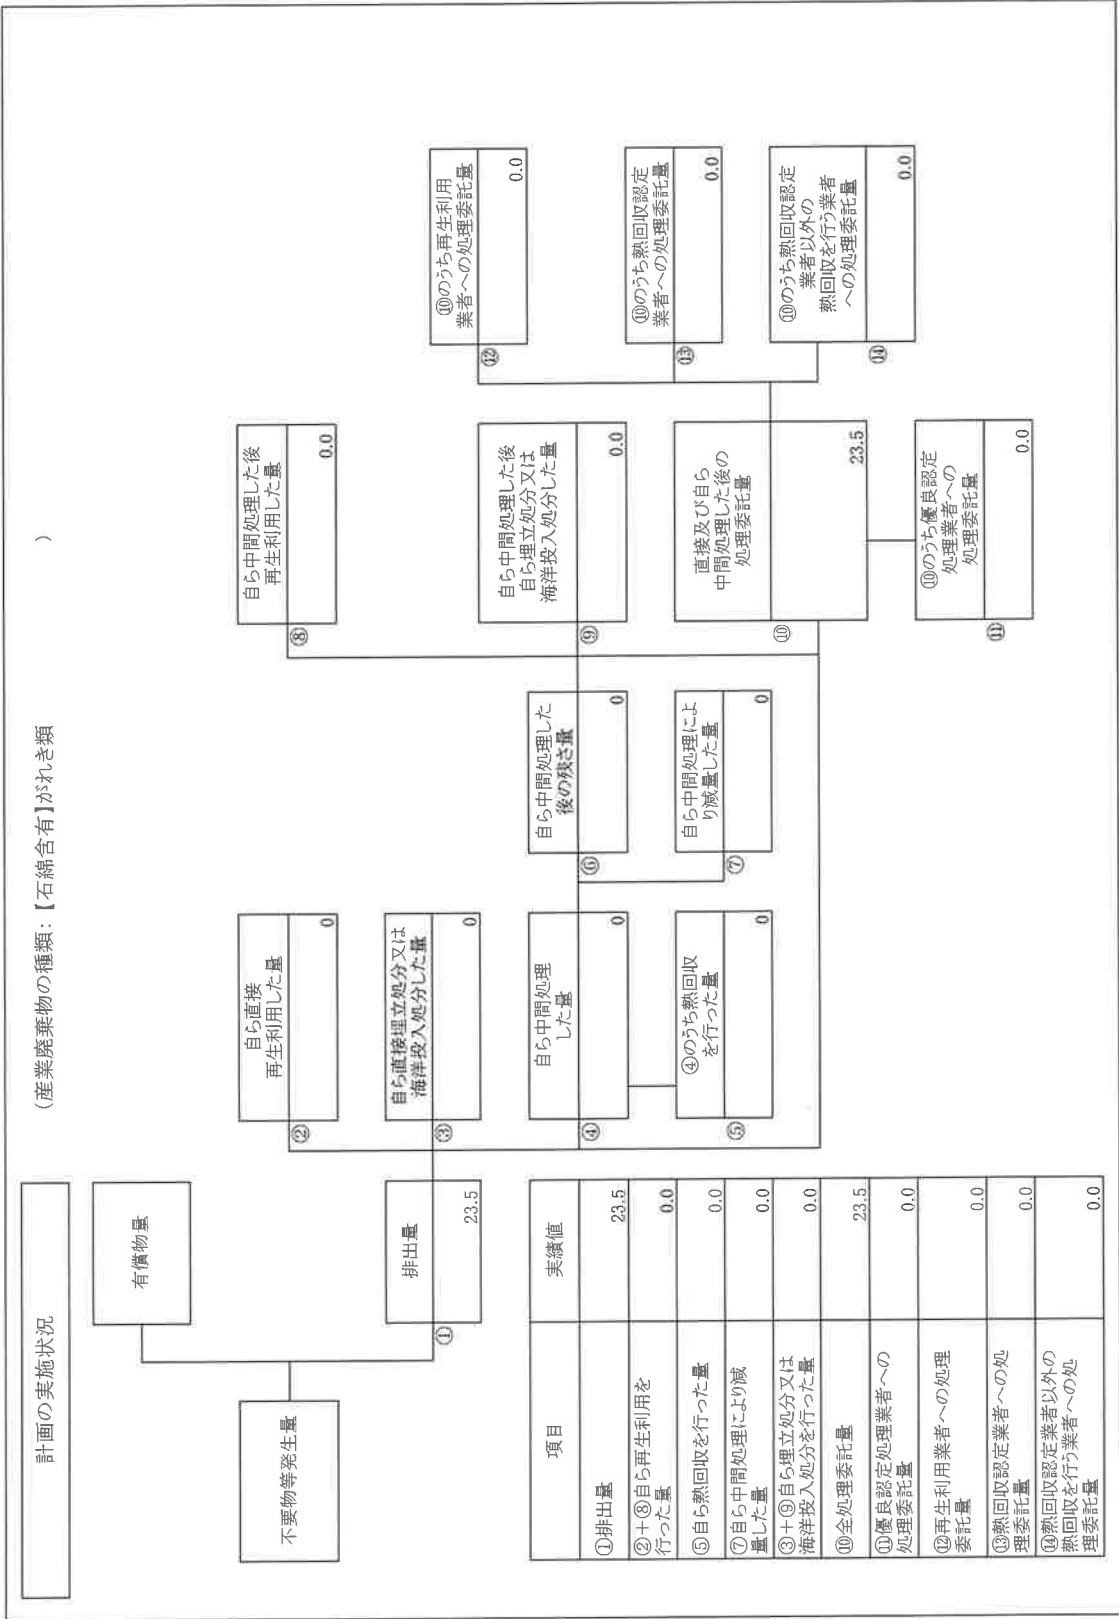 計画の実施状況
（産業廃棄物の種類：【石綿含有】がれき類
）
有償物量
不要物等発生量
排出量
①
23.5
自ら直接
再生利用した量
②
0
自ら直接埋立処分又は
海洋投入処分した量
③
0
自ら中間処理
した量
④
0
④のうち熱回収
を行った量
⑤
0
自ら中間処理した
後の残さ量
⑥
0
自ら中間処理によ
り減量した量
⑦
0
自ら中間処理した後
再生利用した量
⑧
0.0
自ら中間処理した後
自ら埋立処分又は
海洋投入処分した量
⑨
0.0
直接及び自ら
中間処理した後の
処理委託量
⑩
23.5
⑩のうち優良認定
処理業者への
処理委託量
⑪
0.0
⑩のうち再生利用
業者への処理委託量
⑫
0.0
⑩のうち熱回収認定
業者への処理委託量
⑬
0.0
⑩のうち熱回収認定
業者以外の
熱回収を行う業者
への処理委託量
⑭
0.0
項目
実績値
①排出量
23.5
②＋⑧自ら再生利用を
行った量
0.0
⑤自ら熱回収を行った量
0.0
⑦自ら中間処理により減
量した量
0.0
③＋⑨自ら埋立処分又は
海洋投入処分を行った量
0.0
⑩全処理委託量
23.5
⑪優良認定処理業者への
処理委託量
0.0
⑫再生利用業者への処理
委託量
0.0
⑬熱回収認定業者への処
理委託量
0.0
⑭熱回収認定業者以外の
熱回収を行う業者への処
理委託量
0.0